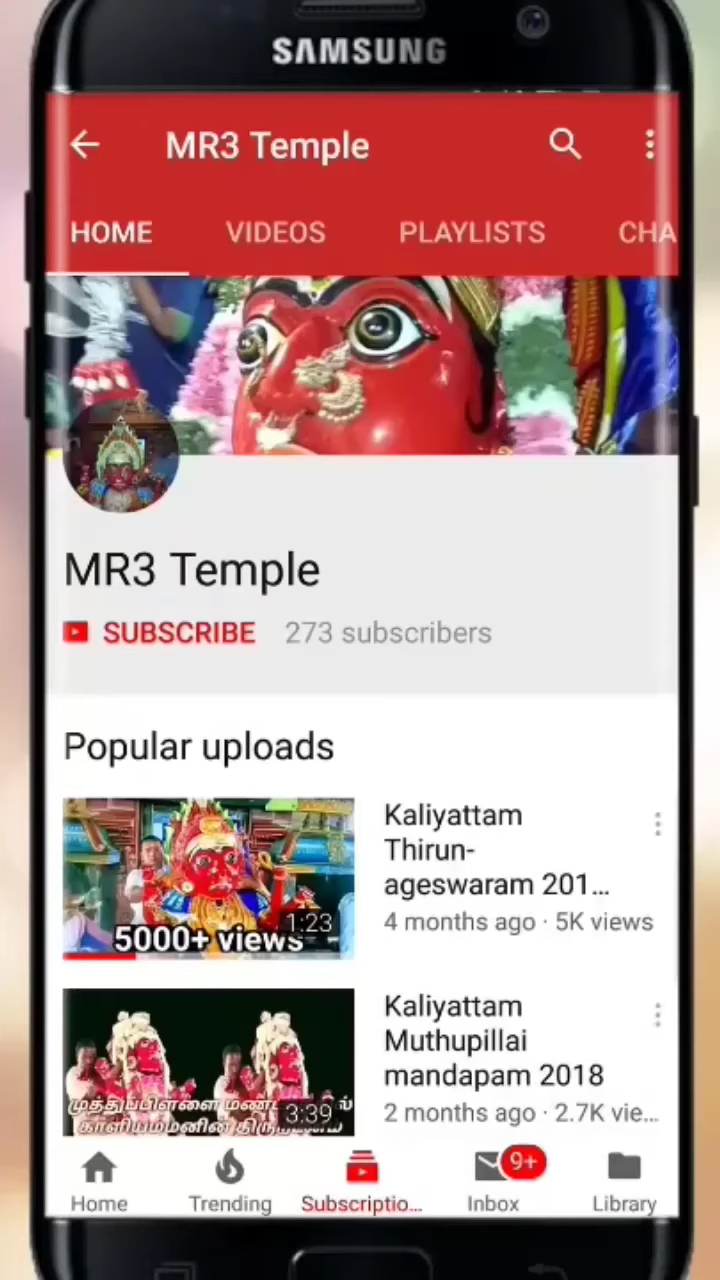 SAMSUNG
MR3 Temple
HOME VIDEOS PLAYLISTS CHA
MR3 Temple
SUBSCRIBE 273 subscribers
Popular uploads
Kaliyattam
Thirun-
ageswaram 201...
4 months ago · 5K views
5000+ views
1:23
Kaliyattam
Muthupillai
mandapam 2018
2 months ago · 2.7K vie...
முத்துப்பிள்ளை
3:39
காளியம்மனின்
Home Trending Subscriptio... Inbox 9+ Library